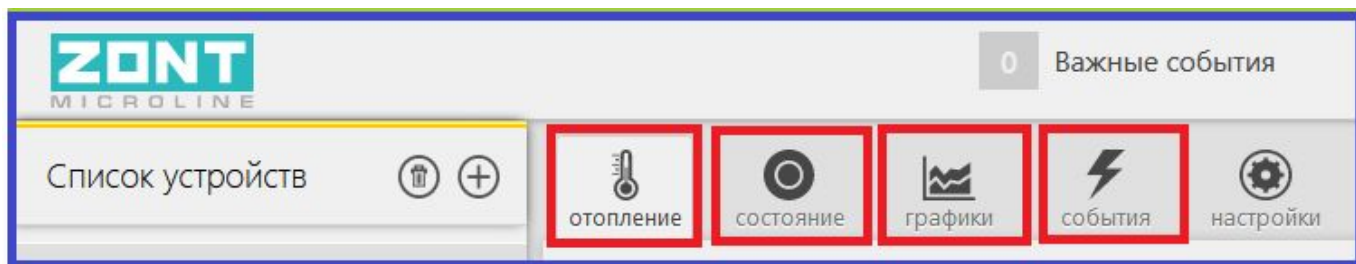 ZONT
MICROLINE
0 Важные события
Список устройств
отопление состояние графики события настройки